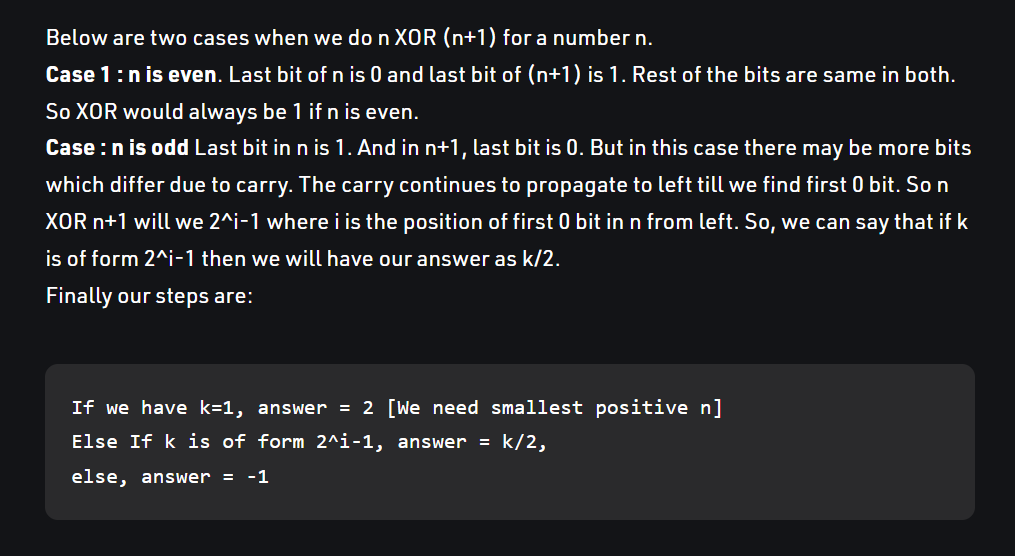 Below are two cases when we do n XOR (n+1) for a number n.
Case 1 : n is even. Last bit of n is 0 and last bit of (n+1) is 1. Rest of the bits are same in both.
So XOR would always be 1 if n is even.
Case : n is odd Last bit in n is 1. And in n+1, last bit is 0. But in this case there may be more bits
which differ due to carry. The carry continues to propagate to left till we find first 0 bit. So n
XOR n+1 will we 2^i-1 where i is the position of first 0 bit in n from left. So, we can say that if k
is of form 2^i-1 then we will have our answer as k/2.
Finally our steps are:
If we have k=1, answer = 2 [We need smallest positive n]
Else If k is of form 2^i-1, answer = k/2,
else, answer = -1